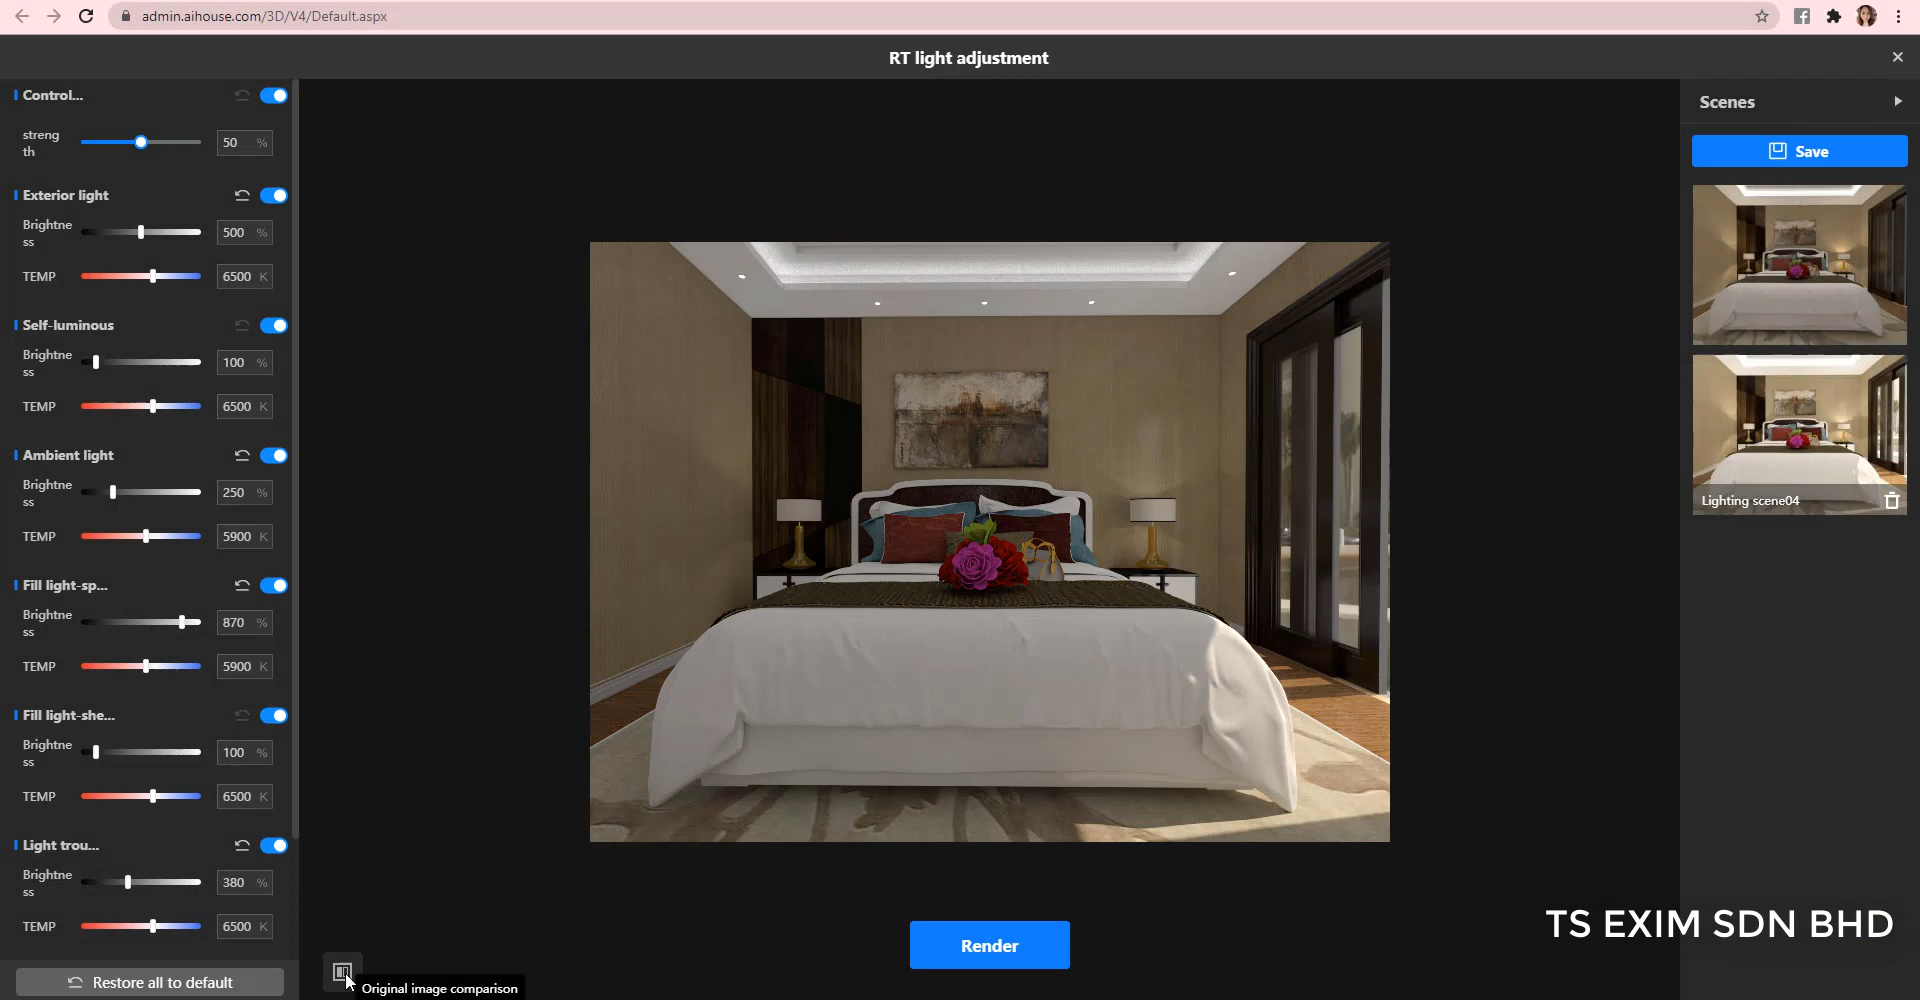 admin.aihouse.com/3D/V4/Default.aspx
RT light adjustment
Control...
streng
th
50 %
Exterior light
Brightne
ss
500 %
TEMP
6500 K
Self-luminous
Brightne
ss
100 %
TEMP
6500 K
Ambient light
Brightne
ss
250 %
TEMP
5900 K
Fill light-sp...
Brightne
ss
870 %
TEMP
5900 K
Fill light-she...
Brightne
ss
100 %
TEMP
6500 K
Light trou...
Brightne
ss
380 %
TEMP
6500 K
Restore all to default
Original image comparison
Render
Scenes
Save
Lighting scene04
TS EXIM SDN BHD